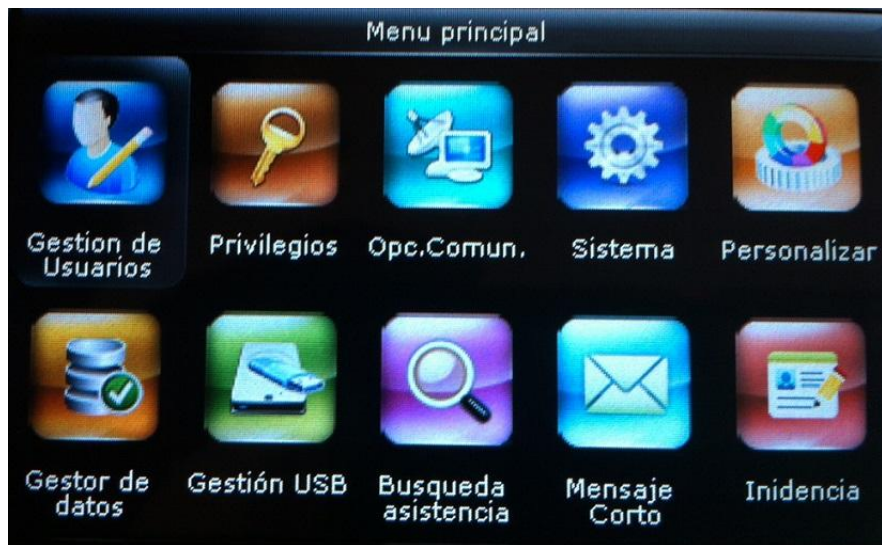 Menu principal
Gestion de
Usuarios
Privilegios
Opc.Comun.
Sistema
Personalizar
Gestor de
datos
Gestión USB
Busqueda
asistencia
Mensaje
Corto
Inidencia